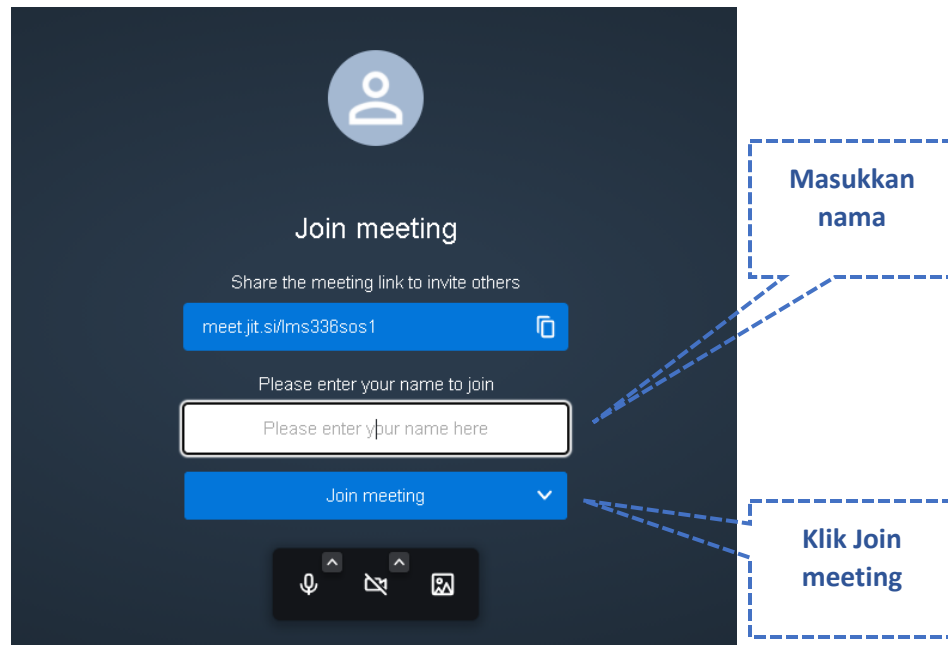 Join meeting
Share the meeting link to invite others
meet.jit.si/lms336sos1
Please enter your name to join
Please enter your name here
Join meeting
Masukkan
nama
Klik Join
meeting